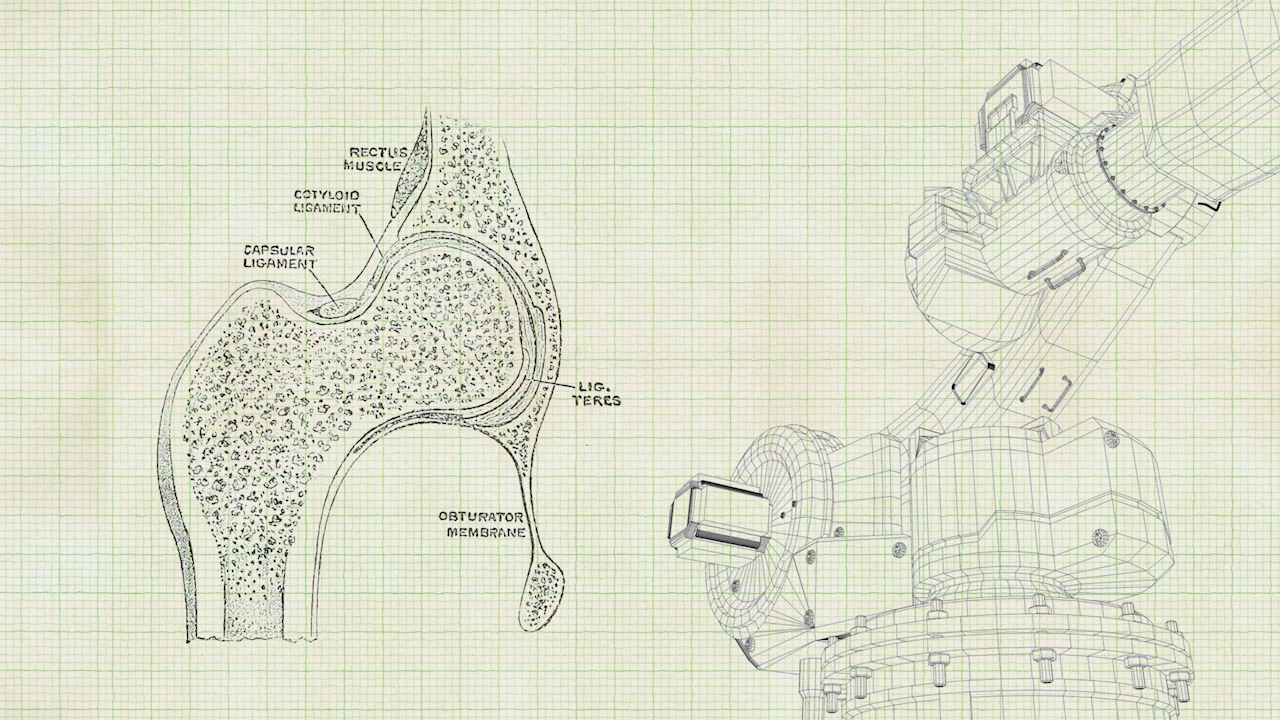 RECTUS
MUSCLE
COTYLOID
LIGAMENT
CAPSULAR
LIGAMENT
LIG.
TERES
OBTURATOR
MEMBRANE